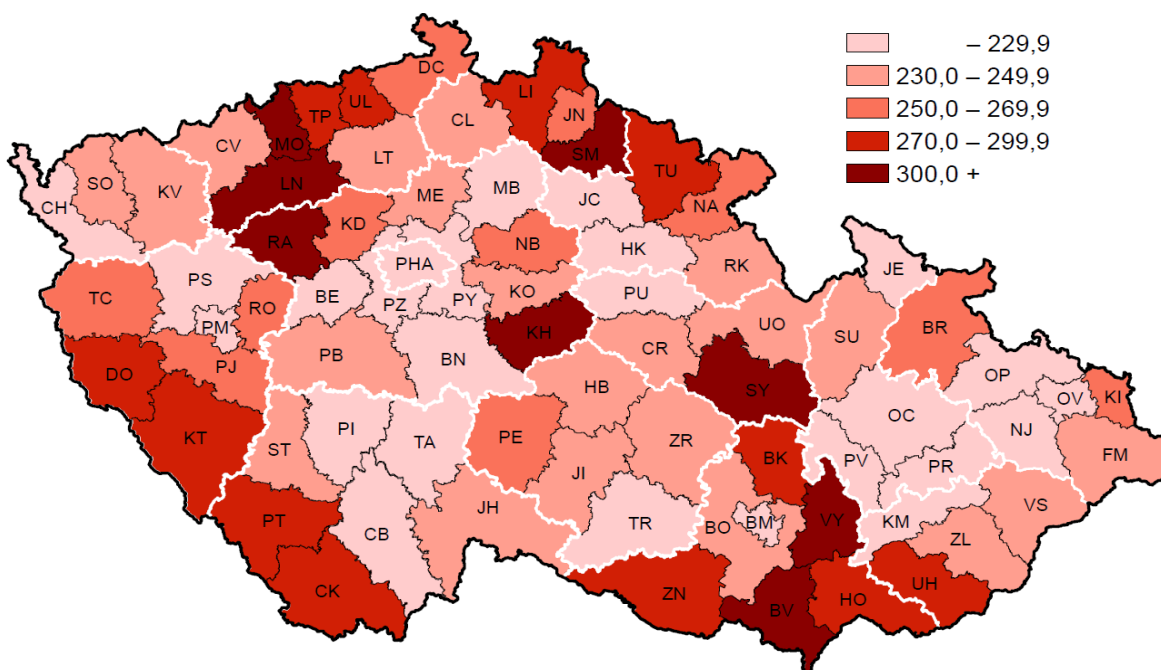 – 229,9
230,0 – 249,9
250,0 – 269,9
270,0 – 299,9
300,0 +
DC
LI
TP
UL
JN
CL
CV
MO
LT
SM
TU
SO
KV
LN
MB
JC
NA
CH
ME
RA
KD
NB
HK
PHA
RK
JE
PS
TC
RO
BE
PZ
PY
KO
PU
PM
UO
SU
BR
KH
CR
PB
BN
PJ
DO
OP
OV
KI
HB
SY
OC
NJ
KT
ST
PI
TA
PE
ZR
BK
PV
PR
FM
JI
JH
VS
PT
CB
TR
BO
BM
VY
KM
ZL
CK
ZN
BV
HO
UH